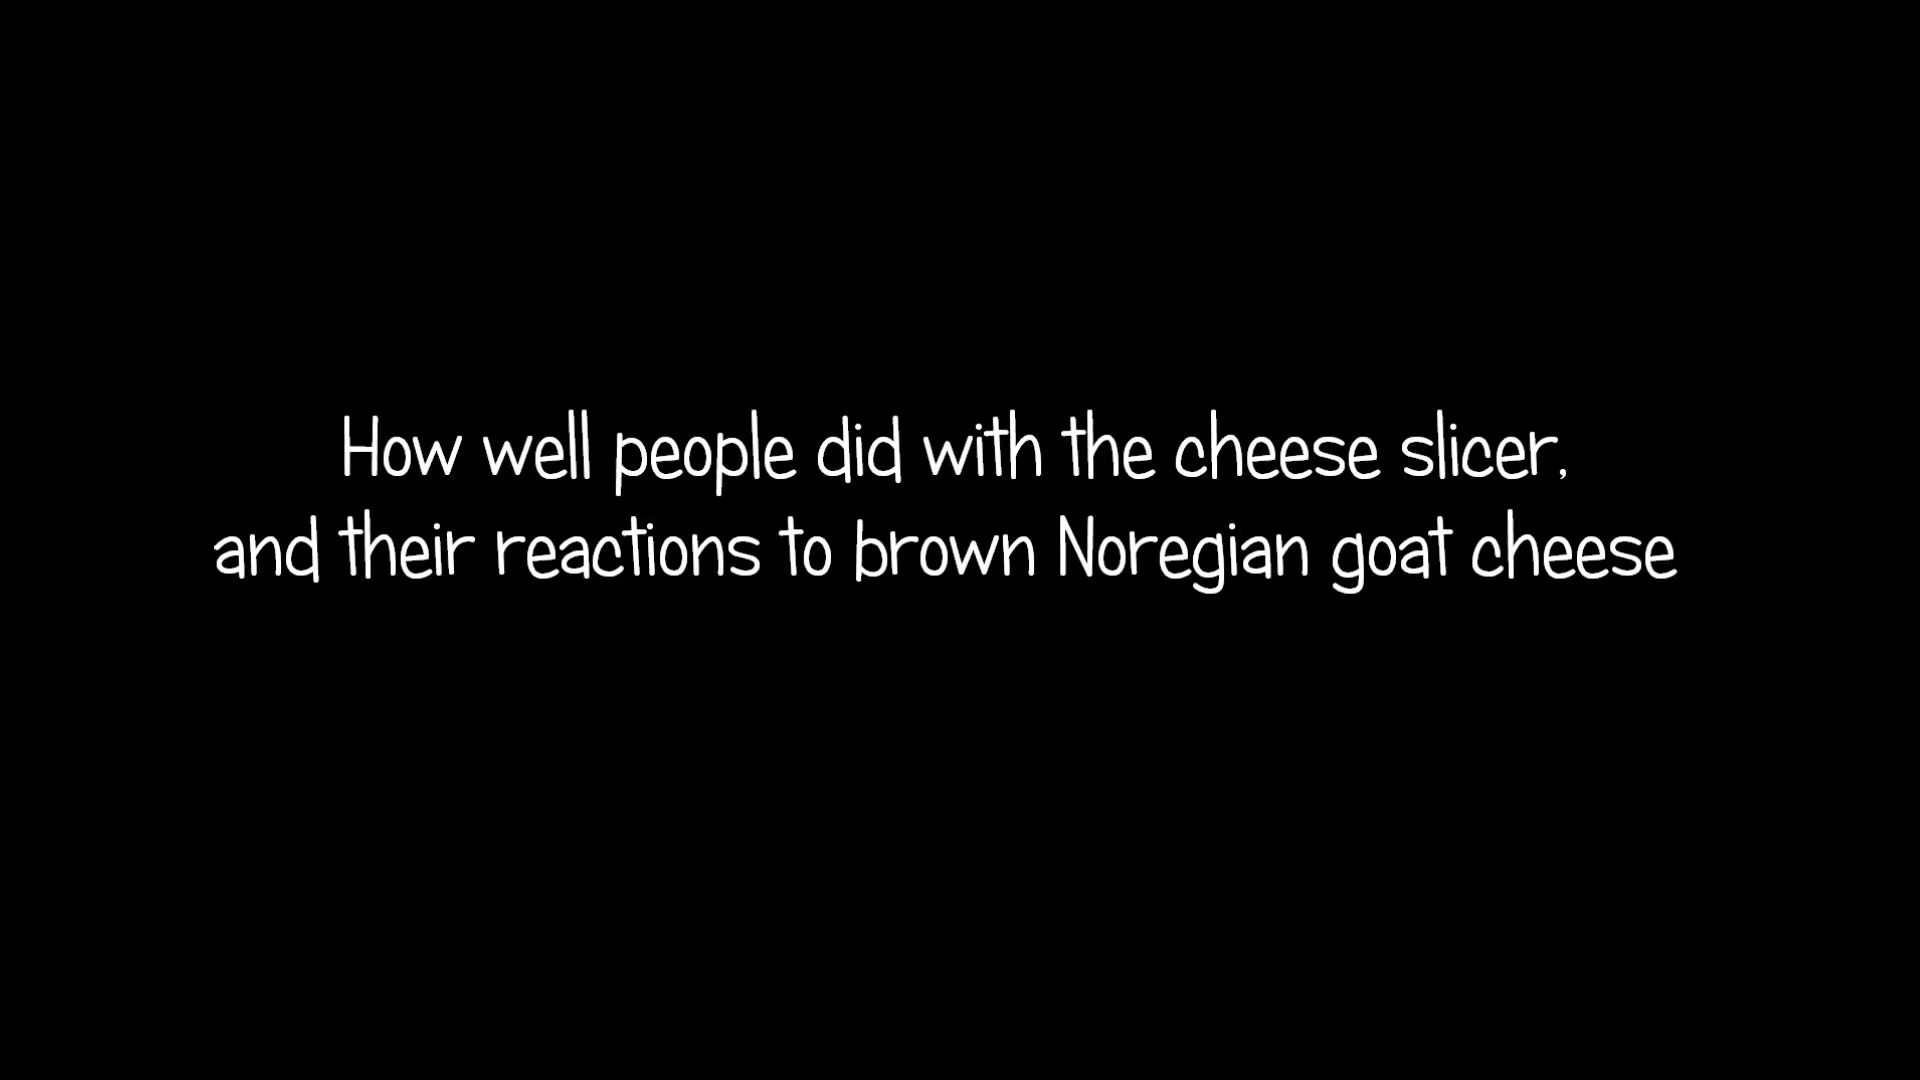 How well people did with the cheese slicer,
and their reactions to brown Noregian goat cheese